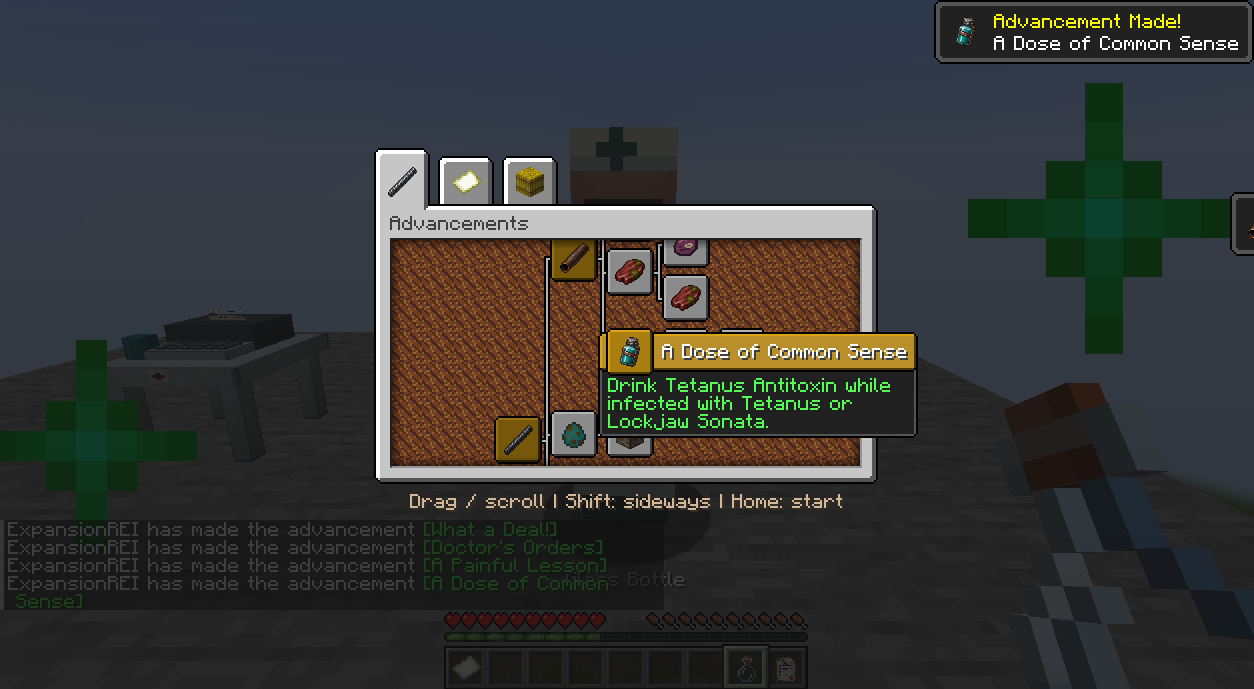 Advancement Made!
A Dose of Common Sense
Advancements
A Dose of Common Sense
Drink Tetanus Antitoxin while
infected with Tetanus or
Lockjaw Sonata.
Drag / scroll | Shift: sideways | Home: start
ExpansionREI has made the advancement [What a Deal!]
ExpansionREI has made the advancement [Doctor's Orders]
ExpansionREI has made the advancement [A Painful Lesson]
ExpansionREI has made the advancement [A Dose of Common
Sense]
Bottle